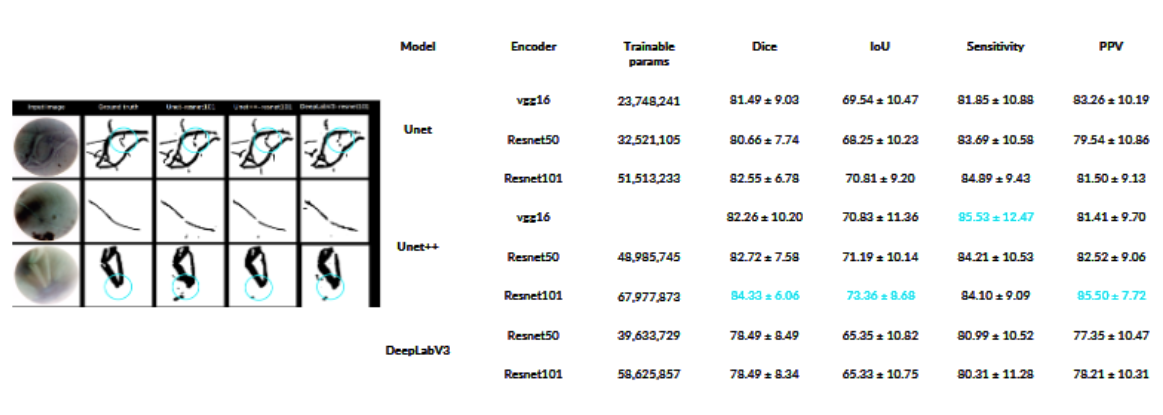 Model Encoder Trainable params Dice IoU Sensitivity PPV
Input image Ground truth Unet-resnet101 Unet++-resnet101 DeepLabV3-resnet101
Unet
vgg16 23,748,241 81.49 ± 9.03 69.54 ± 10.47 81.85 ± 10.88 83.26 ± 10.19
Resnet50 32,521,105 80.66 ± 7.74 68.25 ± 10.23 83.69 ± 10.58 79.54 ± 10.86
Resnet101 51,513,233 82.55 ± 6.78 70.81 ± 9.20 84.89 ± 9.43 81.50 ± 9.13
Unet++
vgg16 82.26 ± 10.20 70.83 ± 11.36 85.53 ± 12.47 81.41 ± 9.70
Resnet50 48,985,745 82.72 ± 7.58 71.19 ± 10.14 84.21 ± 10.53 82.52 ± 9.06
Resnet101 67,977,873 84.33 ± 6.06 73.36 ± 8.68 84.10 ± 9.09 85.50 ± 7.72
DeepLabV3
Resnet50 39,633,729 78.49 ± 8.49 65.35 ± 10.82 80.99 ± 10.52 77.35 ± 10.47
Resnet101 58,625,857 78.49 ± 8.34 65.33 ± 10.75 80.31 ± 11.28 78.21 ± 10.31